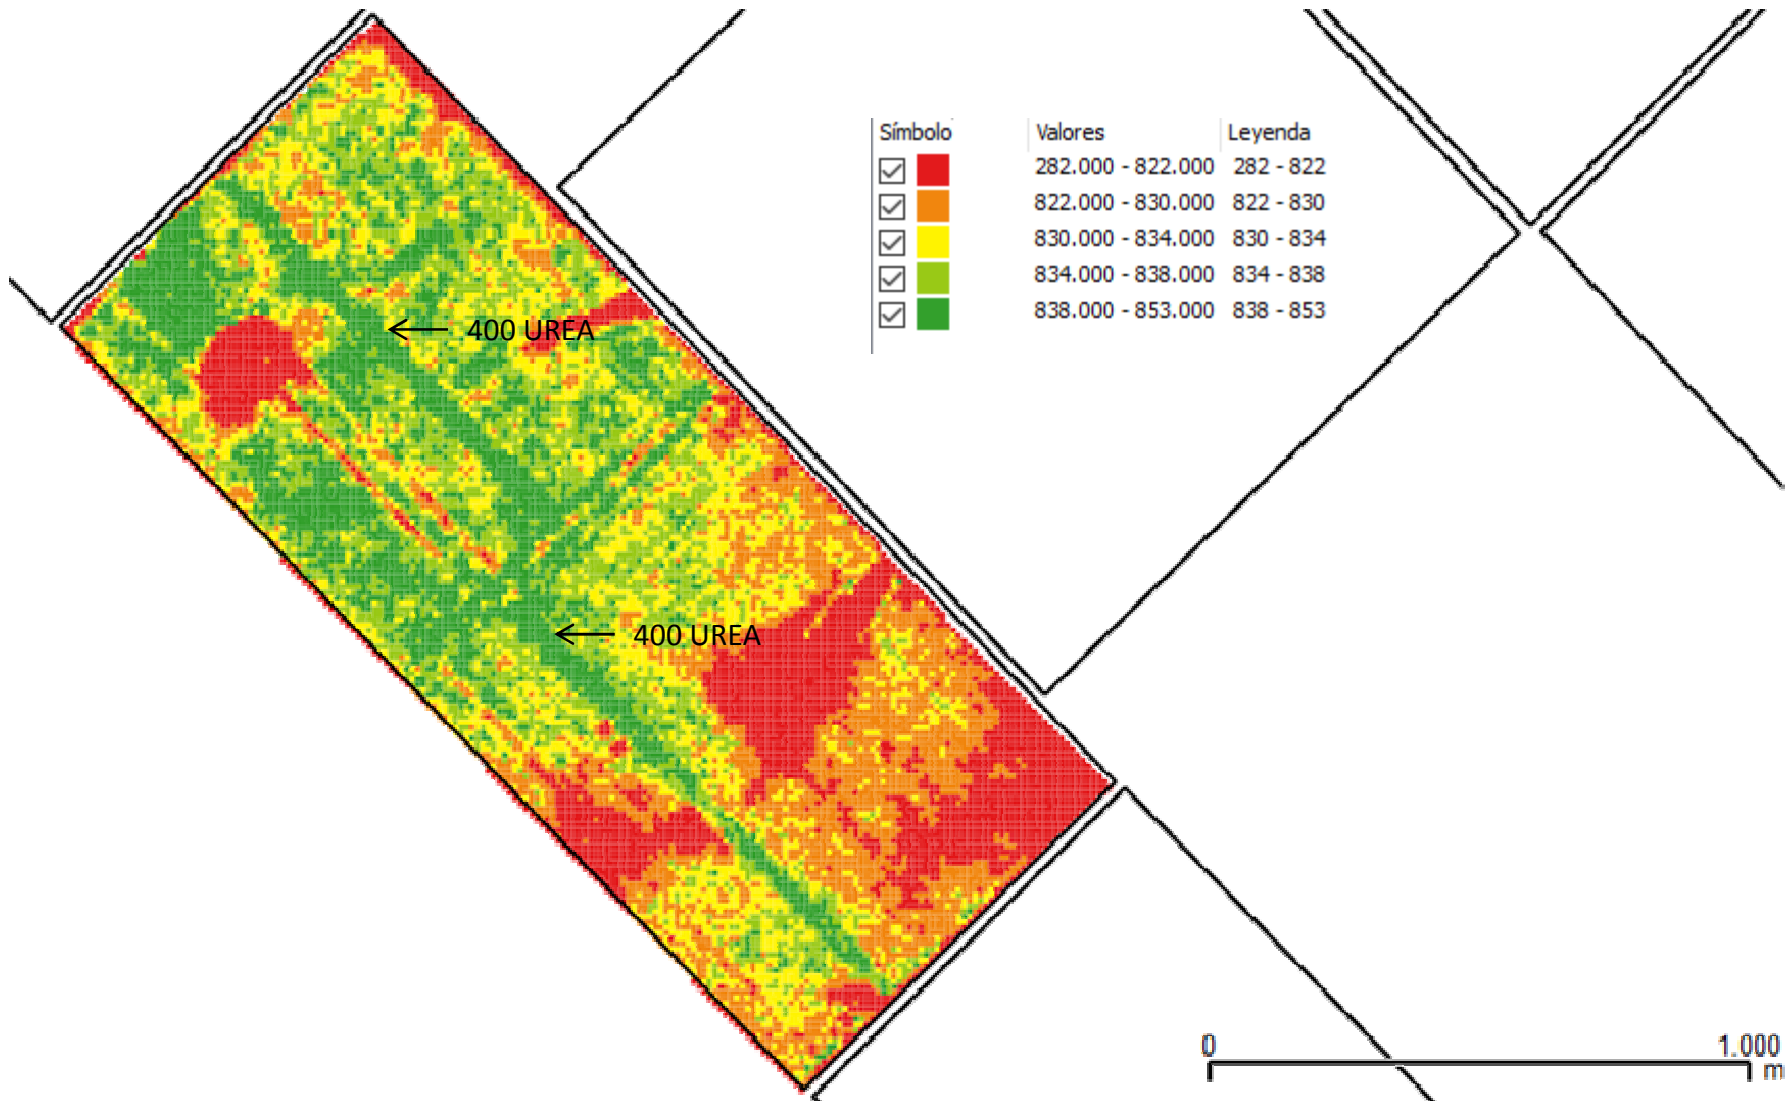 Símbolo Valores Leyenda
282.000 - 822.000 282 - 822
822.000 - 830.000 822 - 830
830.000 - 834.000 830 - 834
834.000 - 838.000 834 - 838
838.000 - 853.000 838 - 853
400 UREA
400 UREA
0 1.000
m